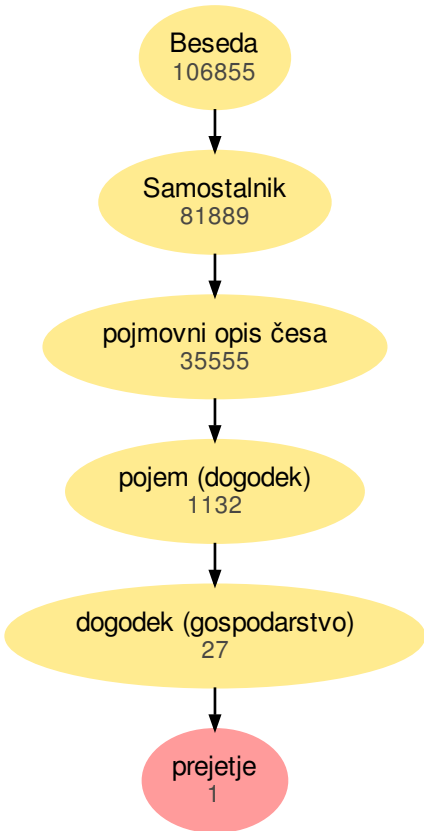 Beseda
106855
Samostalnik
81889
pojmovni opis česa
35555
pojem (dogodek)
1132
dogodek (gospodarstvo)
27
prejetje
1